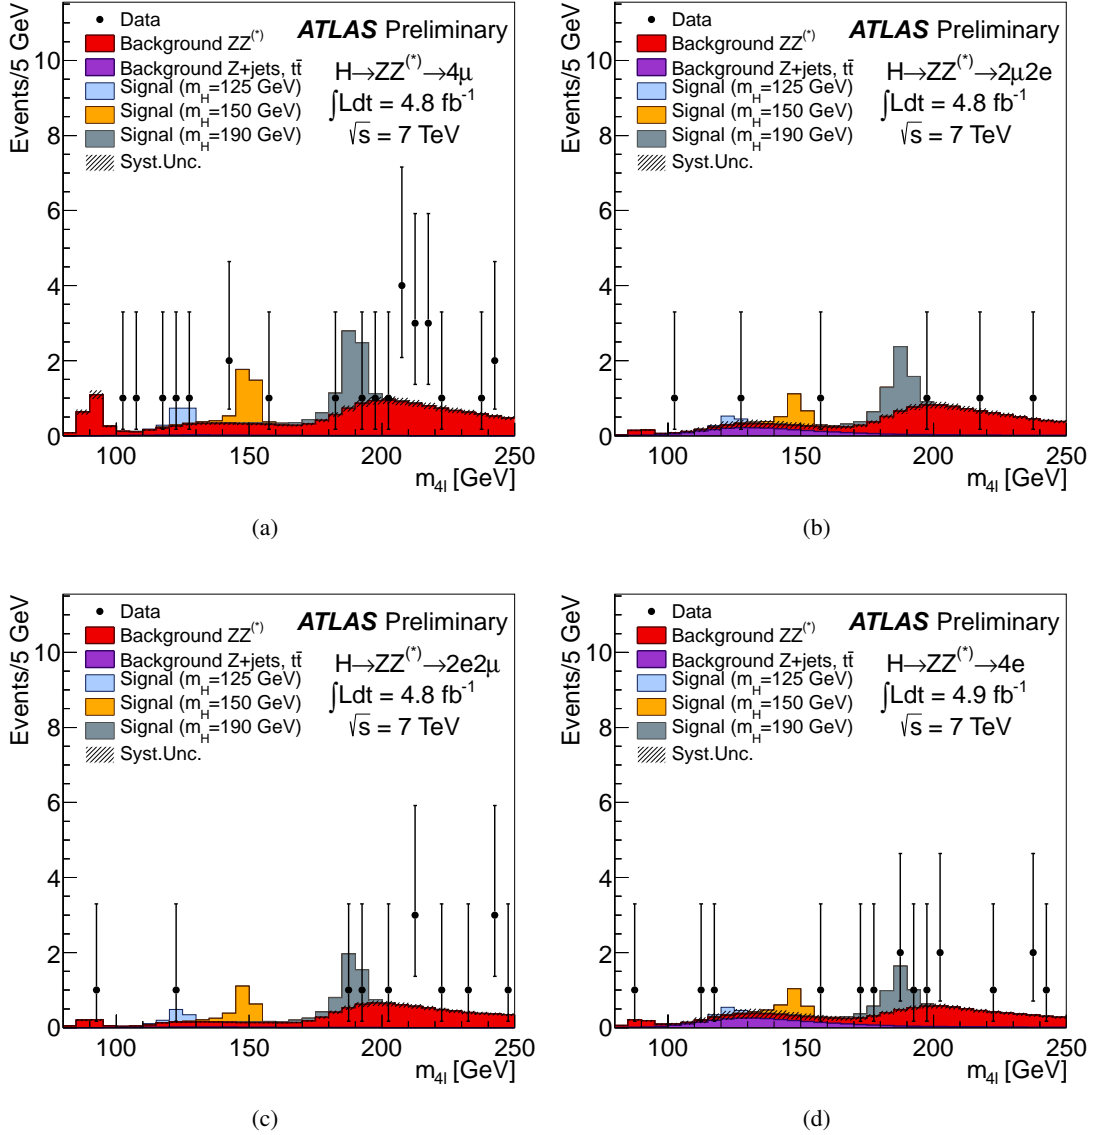 Events/5 GeV
10
8
6
4
2
0
Data
Background ZZ(*)
Background Z+jets, tt̄
Signal (mH=125 GeV)
Signal (mH=150 GeV)
Signal (mH=190 GeV)
Syst.Unc.
ATLAS Preliminary
H→ZZ(*)→4μ
∫Ldt = 4.8 fb-1
√s = 7 TeV
100 150 200 250
m4l [GeV]
(a)
Events/5 GeV
10
8
6
4
2
0
Data
Background ZZ(*)
Background Z+jets, tt̄
Signal (mH=125 GeV)
Signal (mH=150 GeV)
Signal (mH=190 GeV)
Syst.Unc.
ATLAS Preliminary
H→ZZ(*)→2μ2e
∫Ldt = 4.8 fb-1
√s = 7 TeV
100 150 200 250
m4l [GeV]
(b)
Events/5 GeV
10
8
6
4
2
0
Data
Background ZZ(*)
Background Z+jets, tt̄
Signal (mH=125 GeV)
Signal (mH=150 GeV)
Signal (mH=190 GeV)
Syst.Unc.
ATLAS Preliminary
H→ZZ(*)→2e2μ
∫Ldt = 4.8 fb-1
√s = 7 TeV
100 150 200 250
m4l [GeV]
(c)
Events/5 GeV
10
8
6
4
2
0
Data
Background ZZ(*)
Background Z+jets, tt̄
Signal (mH=125 GeV)
Signal (mH=150 GeV)
Signal (mH=190 GeV)
Syst.Unc.
ATLAS Preliminary
H→ZZ(*)→4e
∫Ldt = 4.9 fb-1
√s = 7 TeV
100 150 200 250
m4l [GeV]
(d)